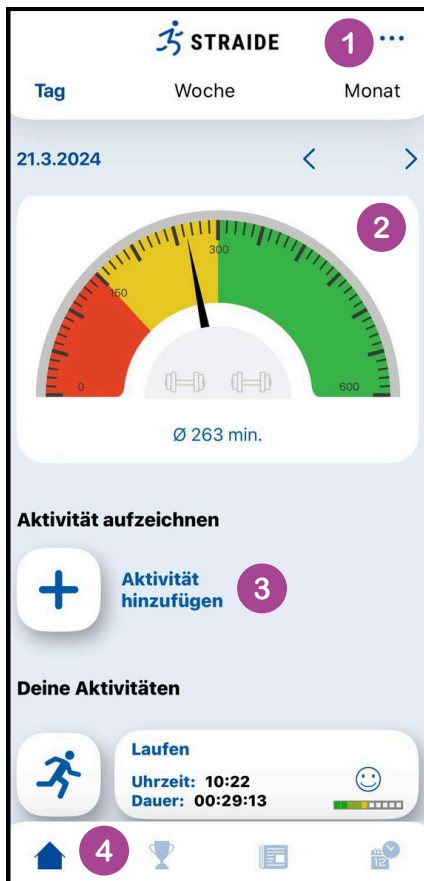 STRAIDE
1
Tag Woche Monat
21.3.2024
2
0 150 300 600
Ø 263 min.
Aktivität aufzeichnen
Aktivität
hinzufügen
3
Deine Aktivitäten
Laufen
Uhrzeit: 10:22
Dauer: 00:29:13
4
12